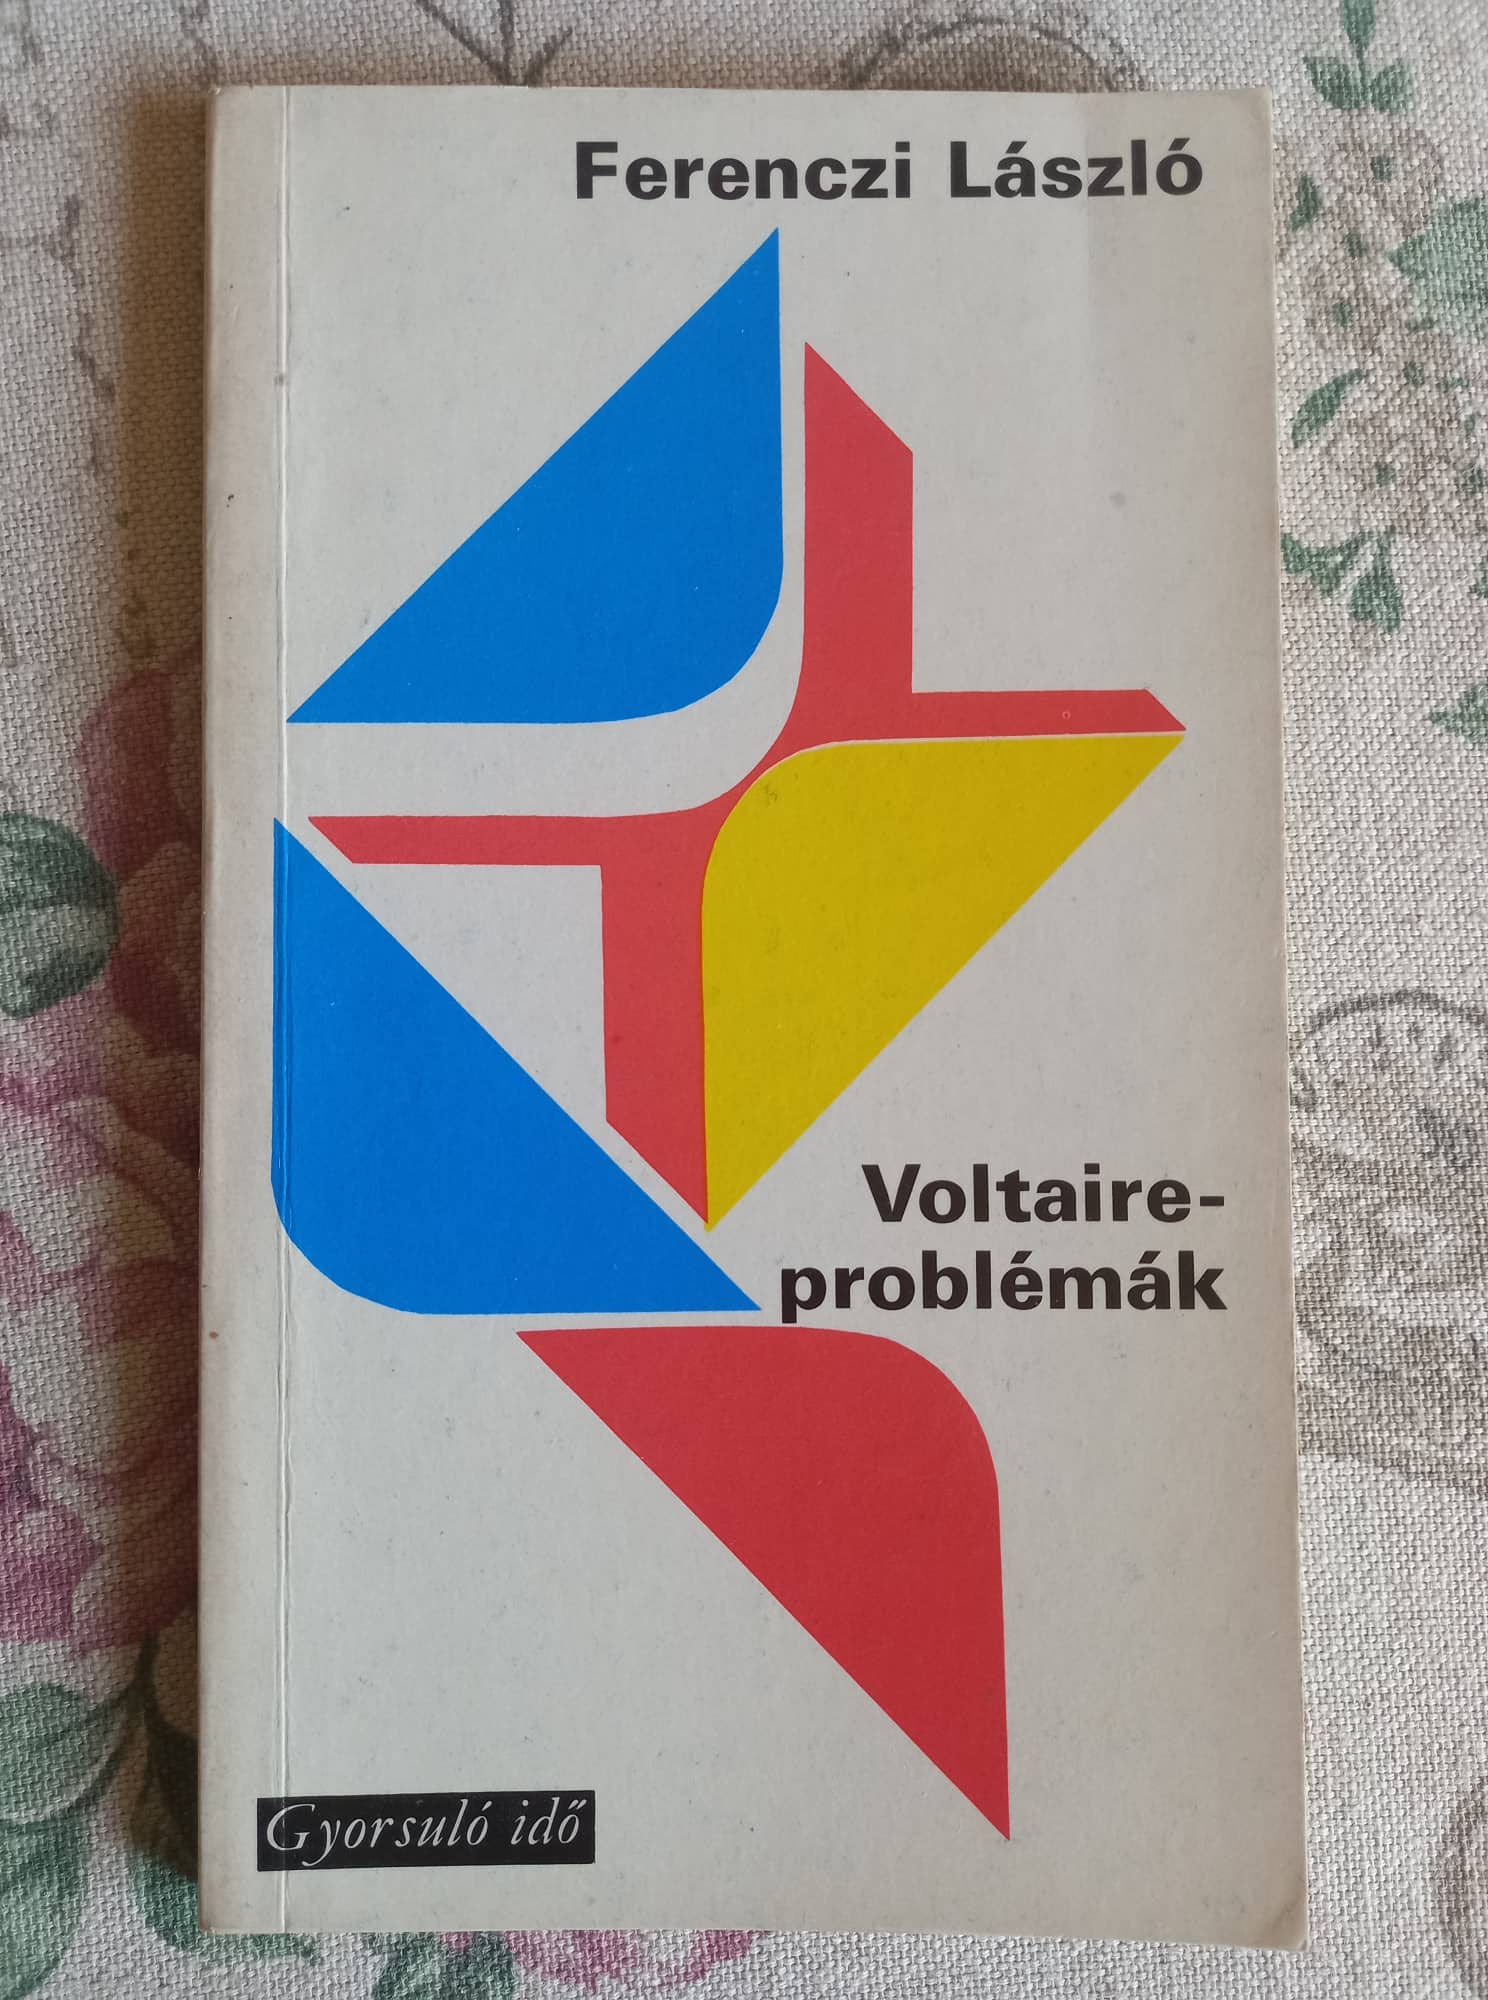 Ferenczi László
Voltaire-
problémák
Gyorsuló idő